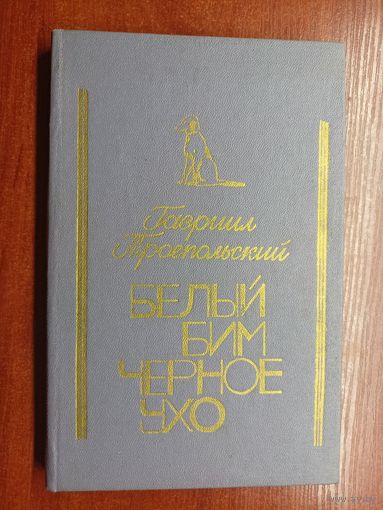 Гавриил
Троепольский
БЕЛЫЙ
БИМ
ЧЕРНОЕ
УХО